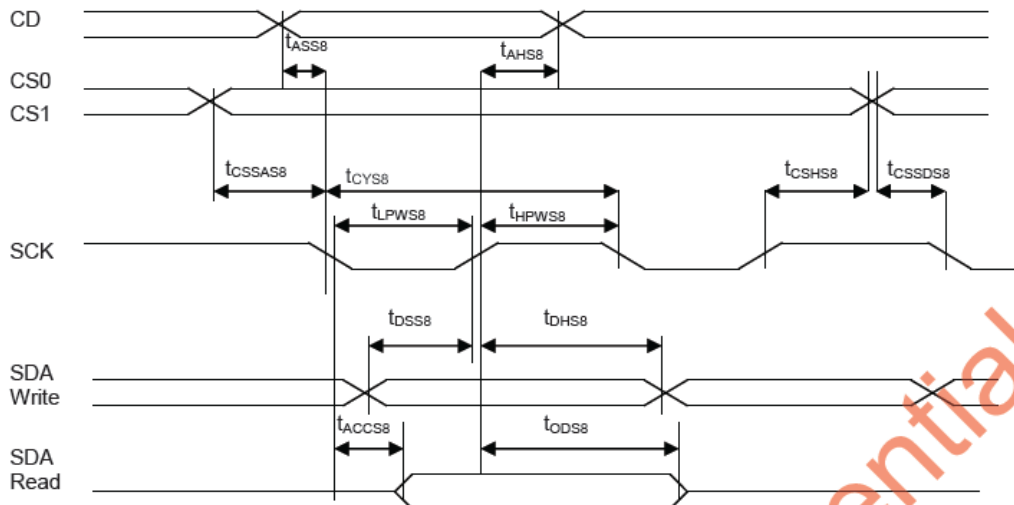 CD
tASS8
tAHS8
CS0
CS1
tCSSAS8
tCYS8
tCSHS8
tCSSDS8
tLPWS8
tHPWS8
SCK
tDSS8
tDHS8
SDA
Write
tACCS8
tODS8
SDA
Read
ential